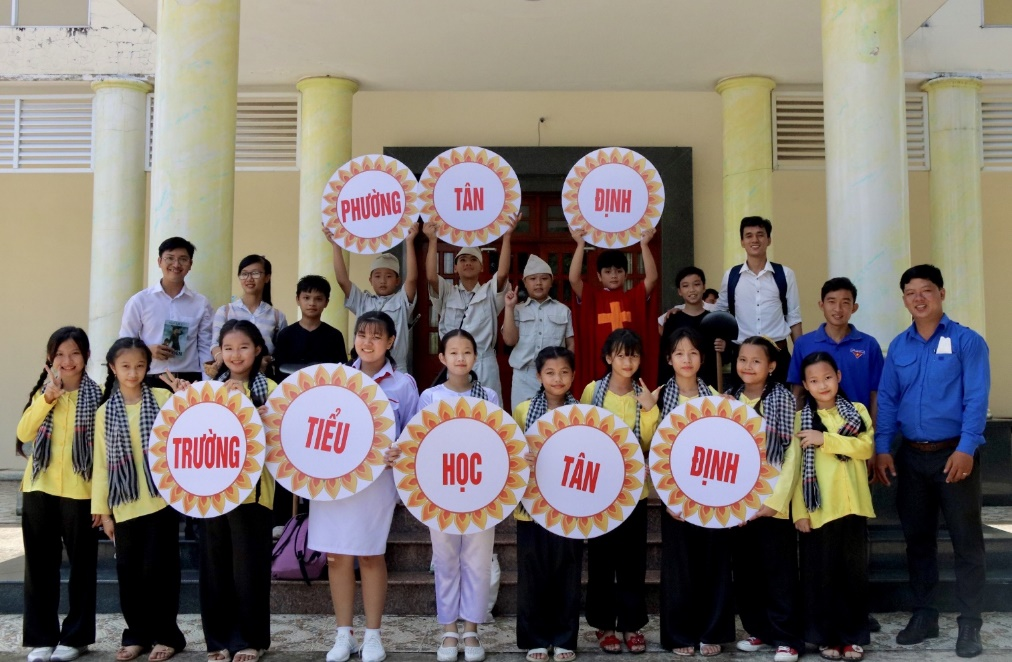 PHƯỜNG TÂN ĐỊNH
TRƯỜNG TIỂU HỌC TÂN ĐỊNH